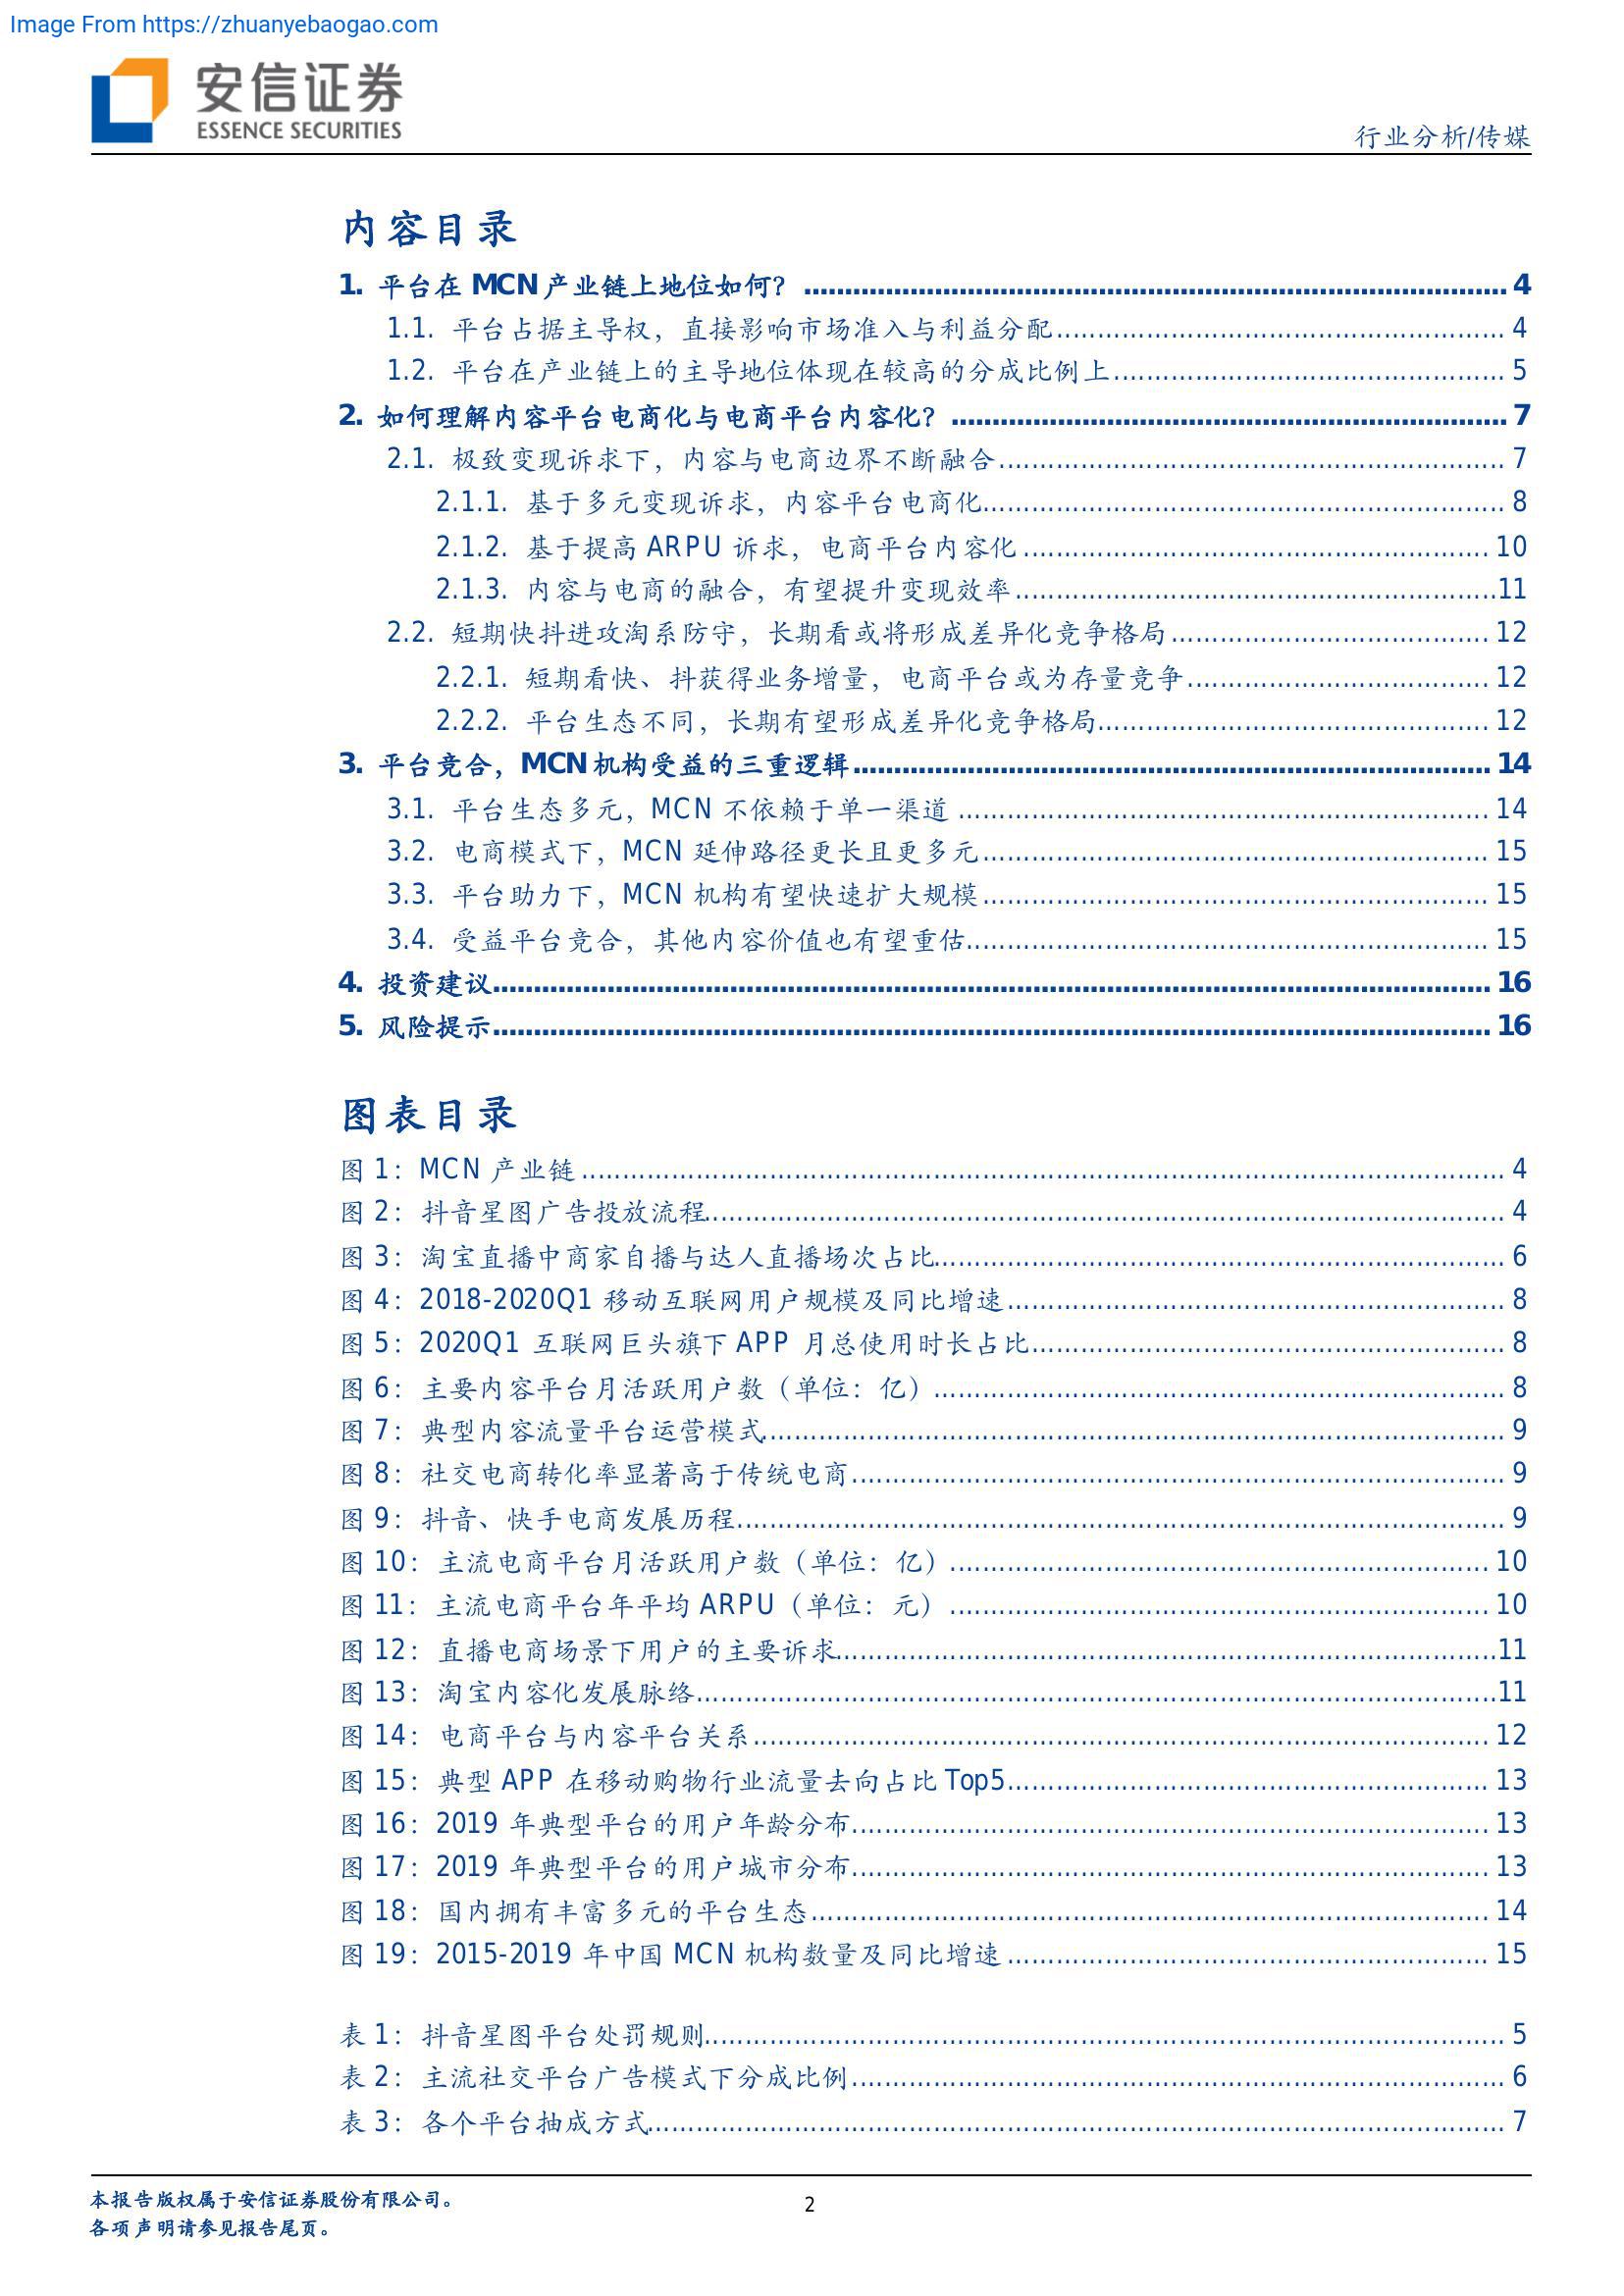 Image From https://zhuanyebaogao.com
安信证券
ESSENCE SECURITIES
行业分析/传媒
内容目录
1. 平台在 MCN 产业链上地位如何？ ........ 4
1.1. 平台占据主导权，直接影响市场准入与利益分配........ 4
1.2. 平台在产业链上的主导地位体现在较高的分成比例上........ 5
2. 如何理解内容平台电商化与电商平台内容化？ ........ 7
2.1. 极致变现诉求下，内容与电商边界不断融合........ 7
2.1.1. 基于多元变现诉求，内容平台电商化........ 8
2.1.2. 基于提高 ARPU 诉求，电商平台内容化........ 10
2.1.3. 内容与电商的融合，有望提升变现效率........11
2.2. 短期快抖进攻淘系防守，长期看或将形成差异化竞争格局........ 12
2.2.1. 短期看快、抖获得业务增量，电商平台或为存量竞争........ 12
2.2.2. 平台生态不同，长期有望形成差异化竞争格局........ 12
3. 平台竞合，MCN 机构受益的三重逻辑........ 14
3.1. 平台生态多元，MCN 不依赖于单一渠道 ........ 14
3.2. 电商模式下，MCN 延伸路径更长且更多元........ 15
3.3. 平台助力下，MCN 机构有望快速扩大规模........ 15
3.4. 受益平台竞合，其他内容价值也有望重估........ 15
4. 投资建议........ 16
5. 风险提示........ 16
图表目录
图 1：MCN 产业链........ 4
图 2：抖音星图广告投放流程........ 4
图 3：淘宝直播中商家自播与达人直播场次占比........ 6
图 4：2018-2020Q1 移动互联网用户规模及同比增速........ 8
图 5：2020Q1 互联网巨头旗下 APP 月总使用时长占比........ 8
图 6：主要内容平台月活跃用户数（单位：亿）........ 8
图 7：典型内容流量平台运营模式........ 9
图 8：社交电商转化率显著高于传统电商........ 9
图 9：抖音、快手电商发展历程........ 9
图 10：主流电商平台月活跃用户数（单位：亿）........ 10
图 11：主流电商平台年平均 ARPU（单位：元）........ 10
图 12：直播电商场景下用户的主要诉求........11
图 13：淘宝内容化发展脉络........11
图 14：电商平台与内容平台关系........ 12
图 15：典型 APP 在移动购物行业流量去向占比 Top5........ 13
图 16：2019 年典型平台的用户年龄分布........ 13
图 17：2019 年典型平台的用户城市分布........ 13
图 18：国内拥有丰富多元的平台生态........ 14
图 19：2015-2019 年中国 MCN 机构数量及同比增速........ 15
表 1：抖音星图平台处罚规则........ 5
表 2：主流社交平台广告模式下分成比例........ 6
表 3：各个平台抽成方式........ 7
本报告版权属于安信证券股份有限公司。
2
各项声明请参见报告尾页。